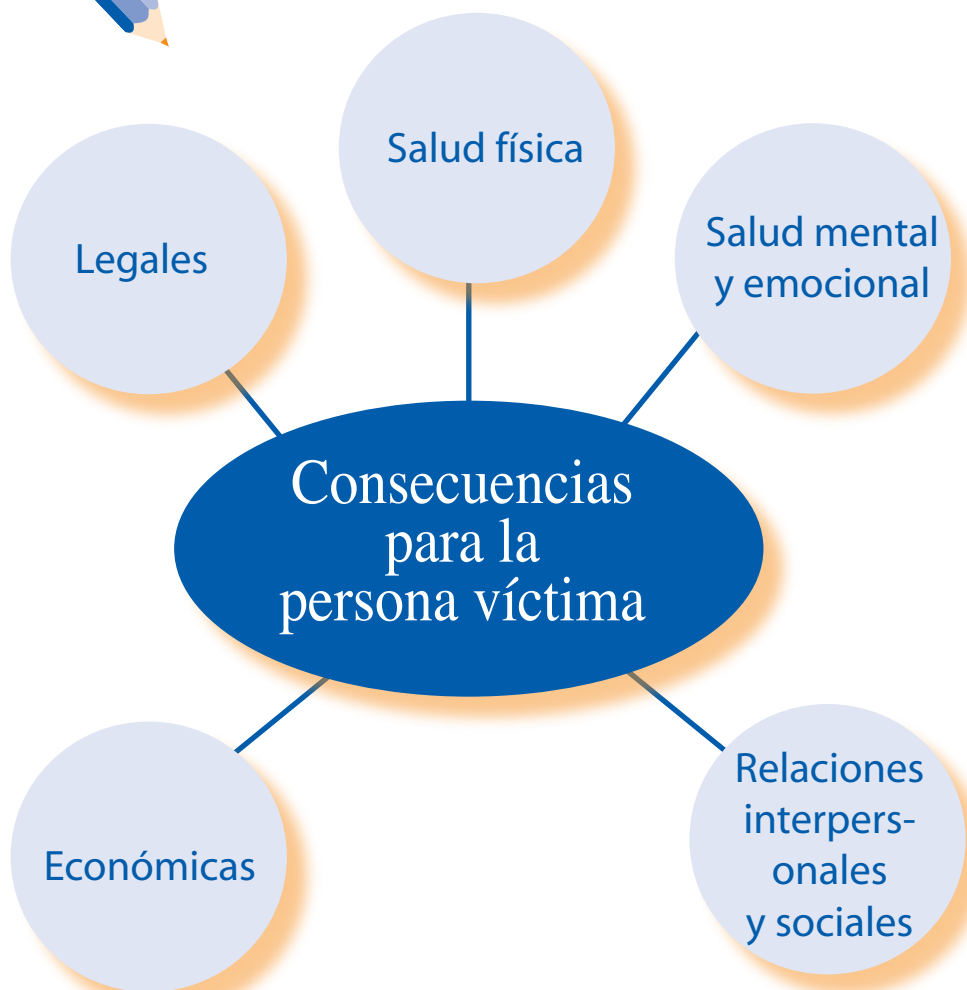 Salud física
Legales
Salud mental
y emocional
Consecuencias
para la
persona víctima
Relaciones
interpers-
onales
y sociales
Económicas